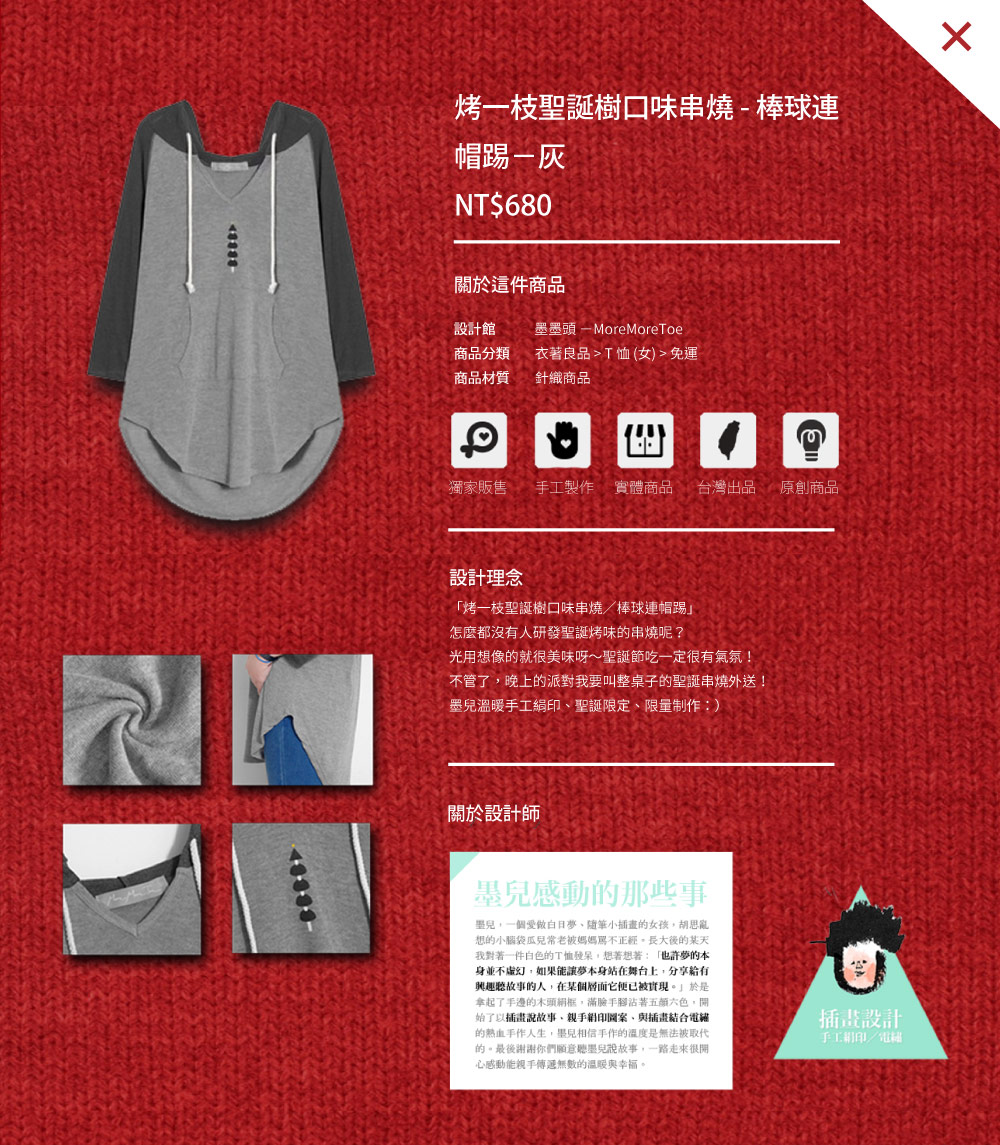 烤一枝聖誕樹口味串燒 - 棒球連
帽踢－灰
NT$680
關於這件商品
設計館 墨墨頭 －MoreMoreToe
商品分類 衣著良品 > T 恤 (女) > 免運
商品材質 針織商品
獨家販售 手工製作 實體商品 台灣出品 原創商品
設計理念
「烤一枝聖誕樹口味串燒／棒球連帽踢」
怎麼都沒有人研發聖誕烤味的串燒呢？
光用想像的就很美味呀～聖誕節吃一定很有氣氛！
不管了，晚上的派對我要叫整桌子的聖誕串燒外送！
墨兒溫暖手工絹印、聖誕限定、限量制作：）
關於設計師
墨兒感動的那些事
墨兒，一個愛做白日夢、隨筆小插畫的女孩，胡思亂
想的小腦袋瓜兒常老被媽媽罵不正經。長大後的某天
我對著一件白色的T恤發呆，想著想著：「也許夢的本
身並不虛幻，如果能讓夢本身站在舞台上，分享給有
興趣聽故事的人，在某個層面它便已被實現。」於是
拿起了手邊的木頭絹框，滿臉手腳沾著五顏六色，開
始了以插畫說故事、親手絹印圖案、與插畫結合電繡
的熱血手作人生，墨兒相信手作的溫度是無法被取代
的。最後謝謝你們願意聽墨兒說故事，一路走來很開
心感動能親手傳遞無數的溫暖與幸福。
插畫設計
手工絹印／電繡